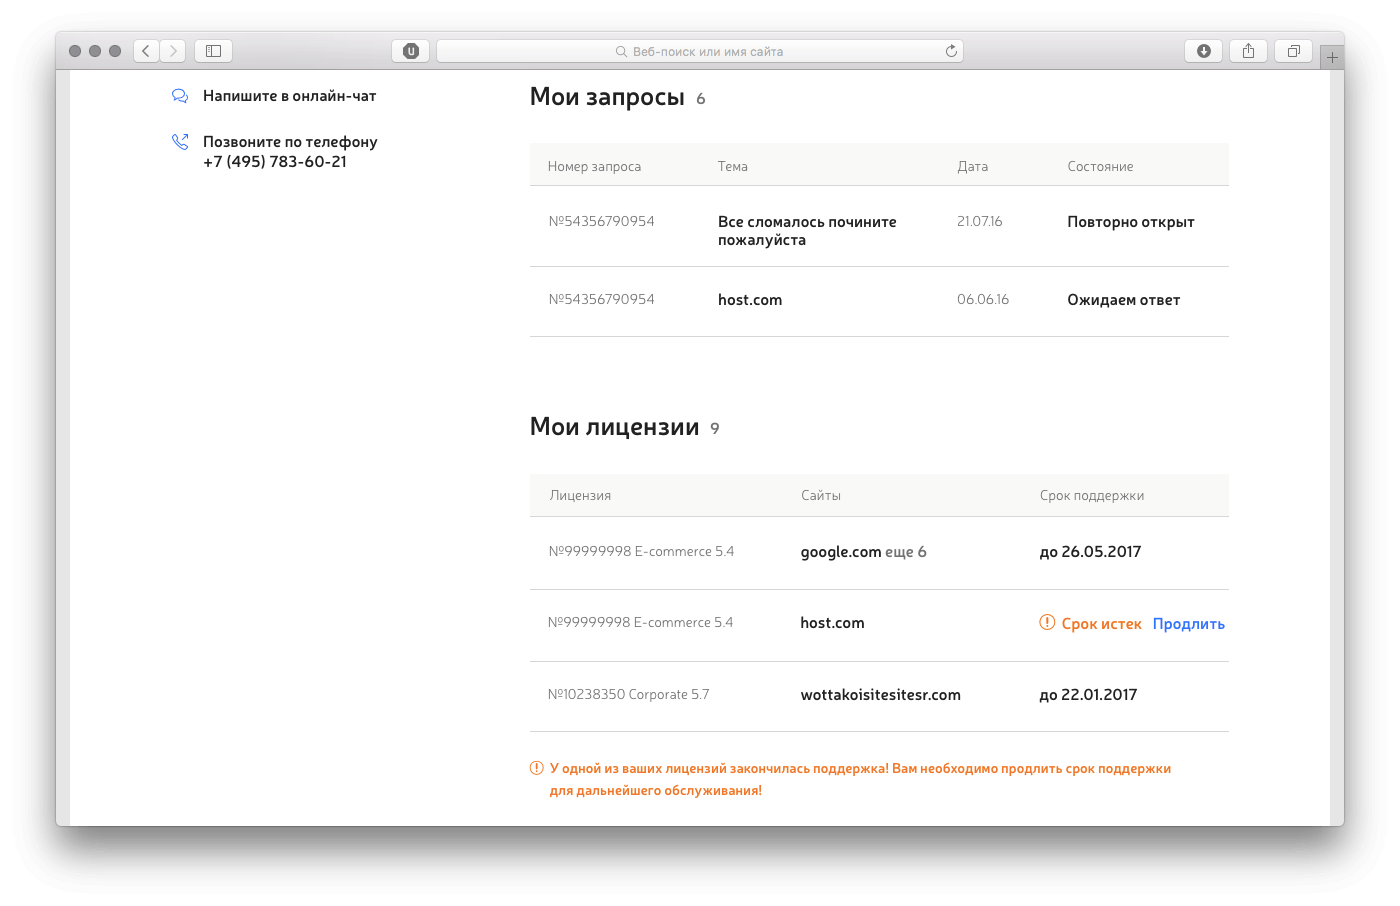 U
Веб-поиск или имя сайта
Напишите в онлайн-чат
Позвоните по телефону
+7 (495) 783-60-21
Мои запросы 6
Номер запроса Тема Дата Состояние
№54356790954 Все сломалось почините 21.07.16 Повторно открыт
пожалуйста
№54356790954 host.com 06.06.16 Ожидаем ответ
Мои лицензии 9
Лицензия Сайты Срок поддержки
№99999998 E-commerce 5.4 google.com еще 6 до 26.05.2017
№99999998 E-commerce 5.4 host.com Срок истек Продлить
№10238350 Corporate 5.7 wottakoisitesitesr.com до 22.01.2017
У одной из ваших лицензий закончилась поддержка! Вам необходимо продлить срок поддержки
для дальнейшего обслуживания!